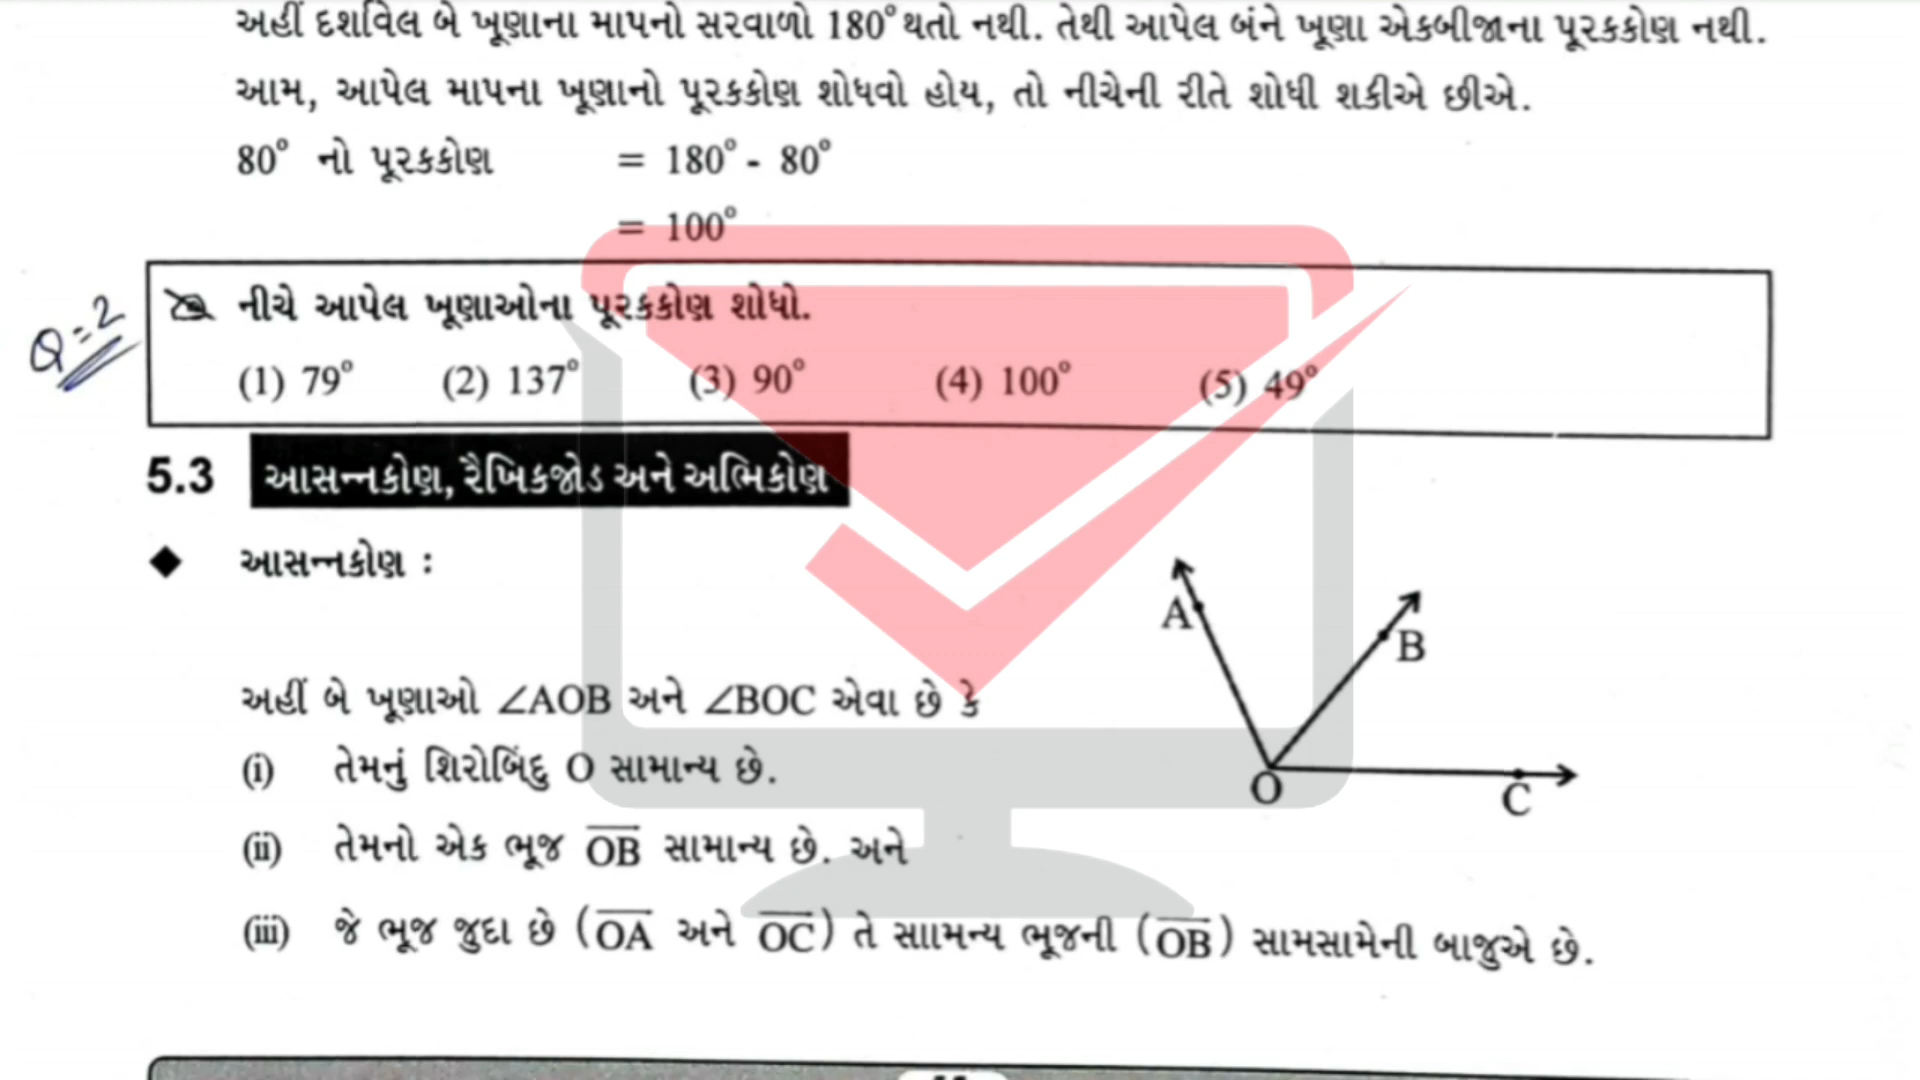 અહીં દર્શાવેલ બે ખૂણાના માપનો સરવાળો 180° થતો નથી. તેથી આપેલ બંને ખૂણા એકબીજાના પૂરકકોણ નથી.
આમ, આપેલ માપના ખૂણાનો પૂરકકોણ શોધવો હોય, તો નીચેની રીતે શોધી શકીએ છીએ.
80° નો પૂરકકોણ = 180° - 80°
= 100°
Q=2
નીચે આપેલ ખૂણાઓના પૂરકકોણ શોધો.
(1) 79° (2) 137° (3) 90° (4) 100° (5) 49°
5.3 આસન્નકોણ, રૈખિકજોડ અને અભિકોણ
◆ આસન્નકોણ :
A
B
અહીં બે ખૂણાઓ ∠AOB અને ∠BOC એવા છે કે
(i) તેમનું શિરોબિંદુ O સામાન્ય છે.
O C
(ii) તેમનો એક ભૂજ OB સામાન્ય છે. અને
(iii) જે ભૂજ જુદા છે (OA અને OC) તે સાામન્ય ભૂજની (OB) સામસામેની બાજુએ છે.